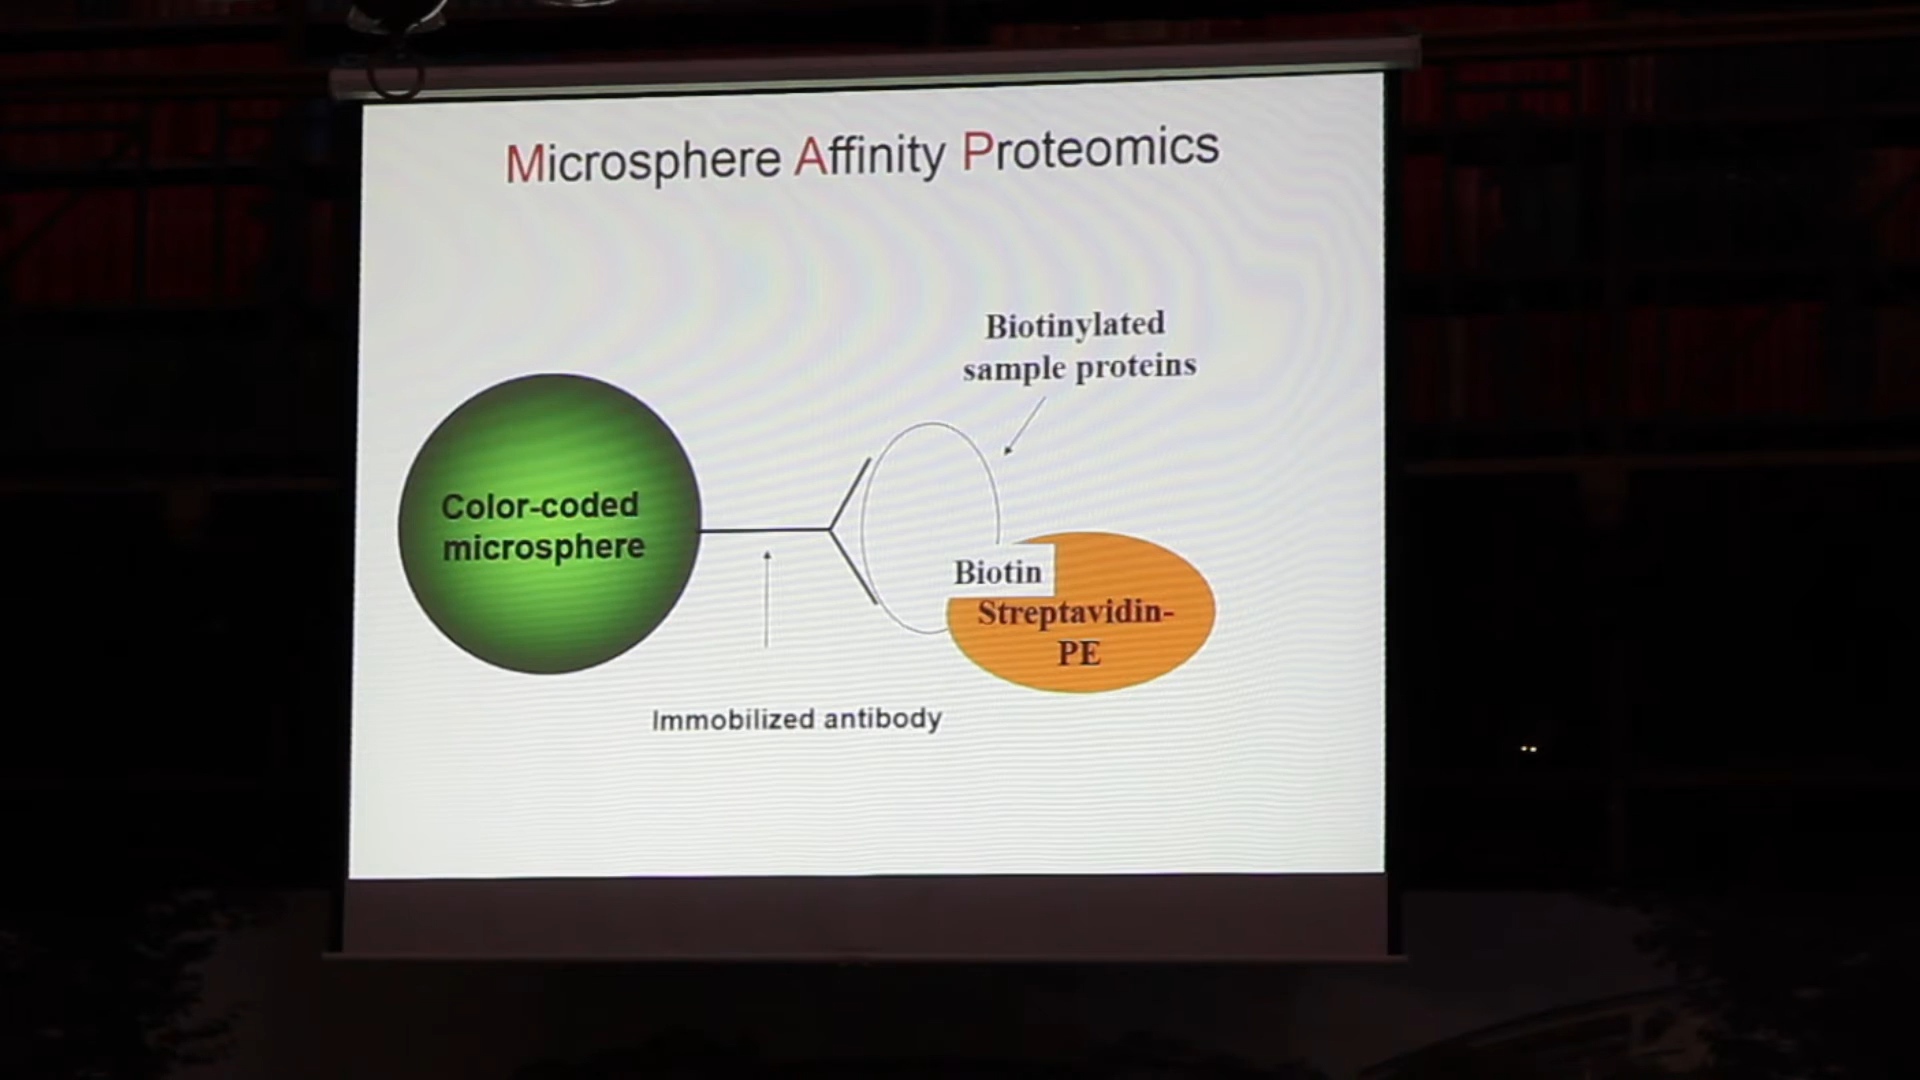 Microsphere Affinity Proteomics
Biotinylated
sample proteins
Color-coded
microsphere
Biotin
Streptavidin-
PE
Immobilized antibody